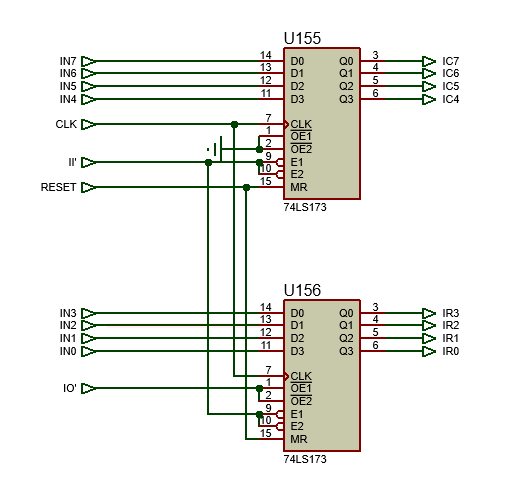 U155
IN7 14 D0 Q0 3 IC7
IN6 13 D1 Q1 4 IC6
IN5 12 D2 Q2 5 IC5
IN4 11 D3 Q3 6 IC4
CLK 7 CLK
1 OE1
2 OE2
II' 9 E1
10 E2
RESET 15 MR
74LS173
U156
IN3 14 D0 Q0 3 IR3
IN2 13 D1 Q1 4 IR2
IN1 12 D2 Q2 5 IR1
IN0 11 D3 Q3 6 IR0
7 CLK
IO' 1 OE1
2 OE2
9 E1
10 E2
15 MR
74LS173